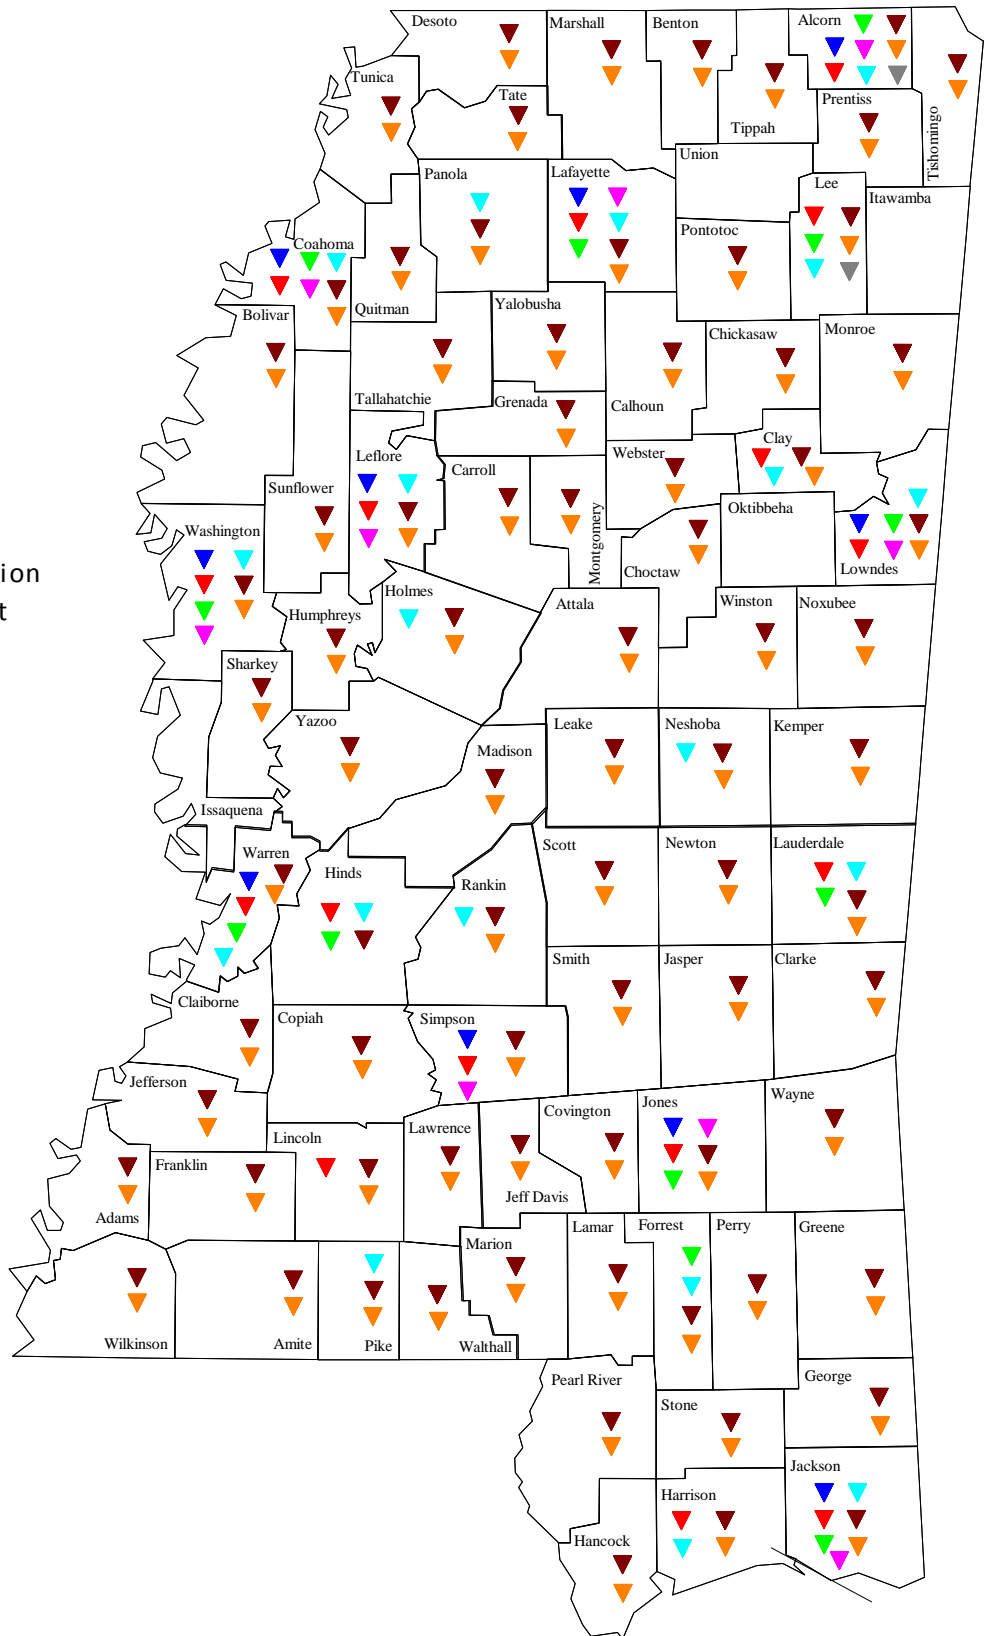 Desoto
Marshall
Benton
Alcorn
Tippah
Tishomingo
Prentiss
Tunica
Tate
Union
Panola
Lafayette
Lee
Itawamba
Pontotoc
Coahoma
Quitman
Bolivar
Yalobusha
Chickasaw
Monroe
Tallahatchie
Grenada
Calhoun
Clay
Webster
Leflore
Carroll
Sunflower
Montgomery
Oktibbeha
Washington
Choctaw
Lowndes
ion
t
Holmes
Humphreys
Attala
Winston
Noxubee
Sharkey
Yazoo
Leake
Neshoba
Kemper
Madison
Issaquena
Warren
Hinds
Scott
Newton
Lauderdale
Rankin
Smith
Jasper
Clarke
Claiborne
Copiah
Simpson
Jefferson
Covington
Jones
Wayne
Lincoln
Lawrence
Franklin
Jeff Davis
Adams
Marion
Lamar
Forrest
Perry
Greene
Wilkinson
Amite
Pike
Walthall
Pearl River
George
Stone
Jackson
Harrison
Hancock